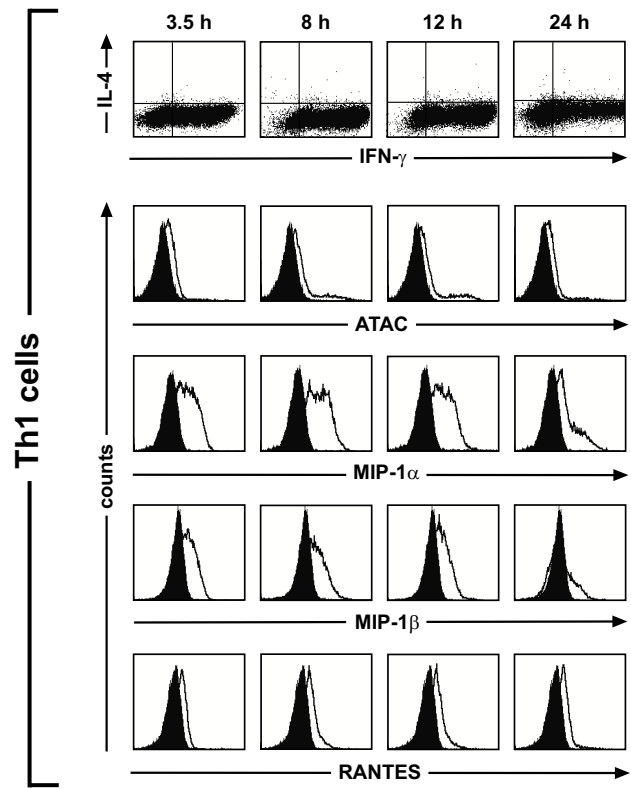 3.5 h 8 h 12 h 24 h
IL-4
IFN-γ
Th1 cells
counts
ATAC
MIP-1α
MIP-1β
RANTES